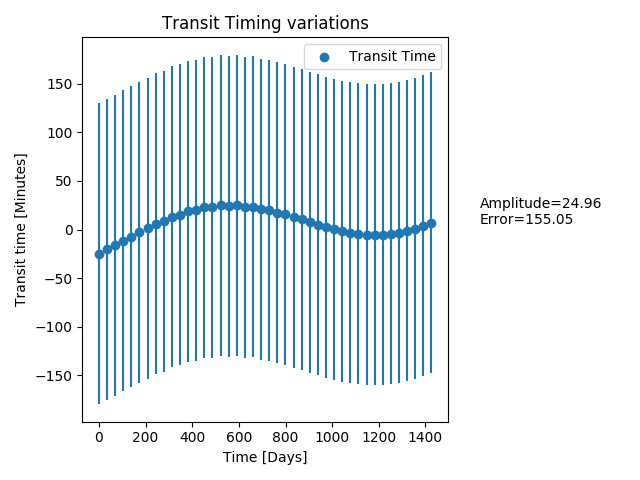 Transit Timing variations
Transit Time
Transit time [Minutes]
150
100
50
0
−50
−100
−150
0 200 400 600 800 1000 1200 1400
Time [Days]
Amplitude=24.96
Error=155.05